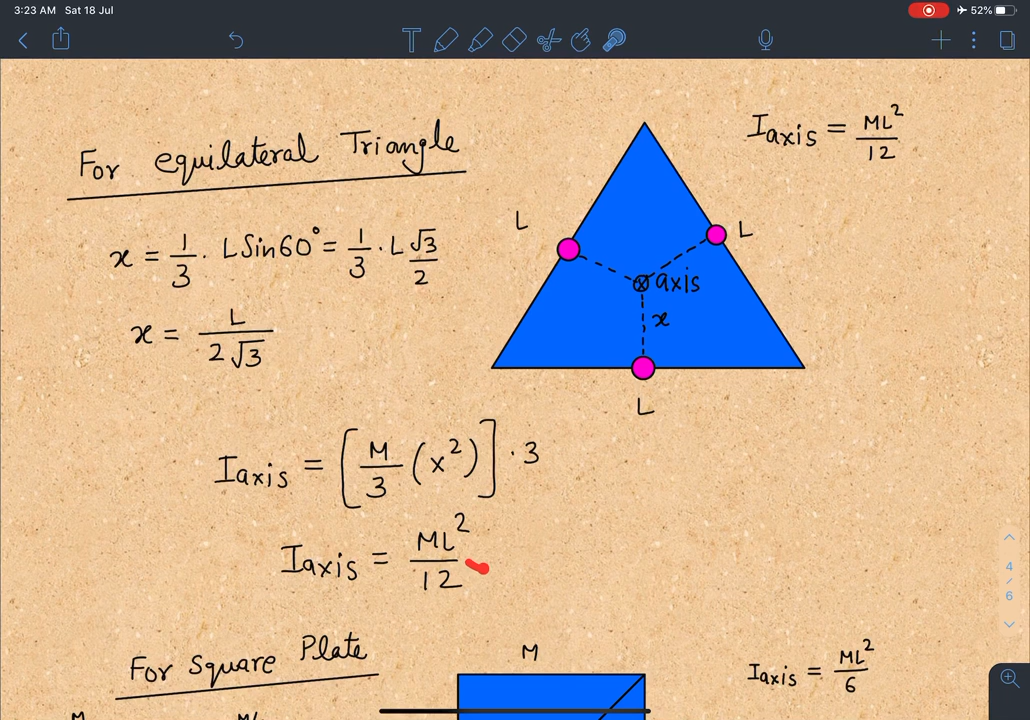 3:23 AM Sat 18 Jul
52%
T
For equilateral Triangle
Iaxis = ML²/12
x = 1/3 · L Sin60° = 1/3 · L √3/2
L
L
axis
x
x = L/2√3
L
Iaxis = [M/3 (x²)] · 3
Iaxis = ML²/12
4
/
6
For Square Plate
M
Iaxis = ML²/6
M
ML